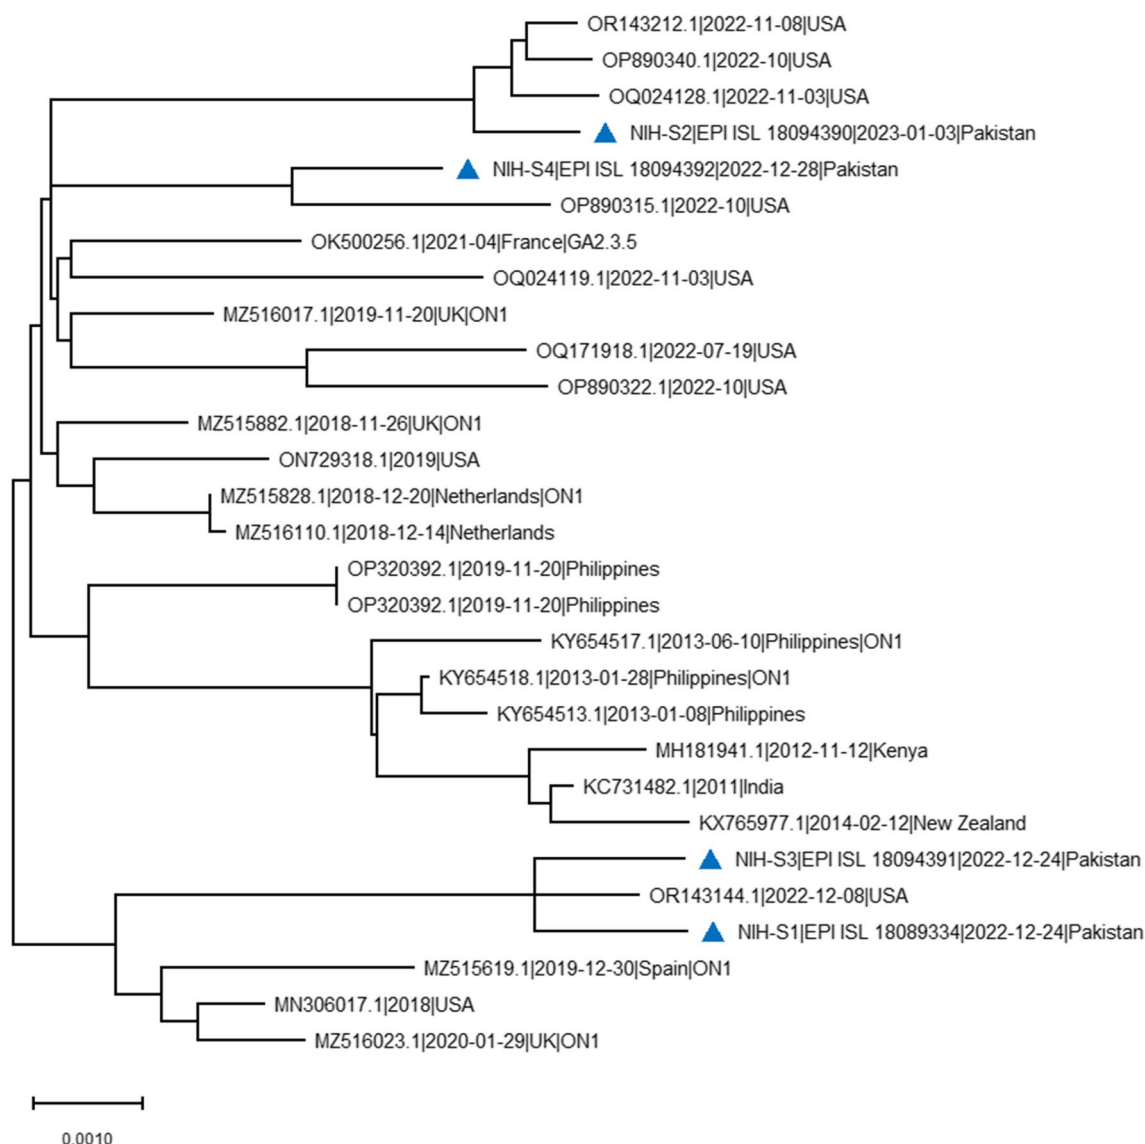 OR143212.1|2022-11-08|USA
OP890340.1|2022-10|USA
OQ024128.1|2022-11-03|USA
NIH-S2|EPI ISL 18094390|2023-01-03|Pakistan
NIH-S4|EPI ISL 18094392|2022-12-28|Pakistan
OP890315.1|2022-10|USA
OK500256.1|2021-04|France|GA2.3.5
OQ024119.1|2022-11-03|USA
MZ516017.1|2019-11-20|UK|ON1
OQ171918.1|2022-07-19|USA
OP890322.1|2022-10|USA
MZ515882.1|2018-11-26|UK|ON1
ON729318.1|2019|USA
MZ515828.1|2018-12-20|Netherlands|ON1
MZ516110.1|2018-12-14|Netherlands
OP320392.1|2019-11-20|Philippines
OP320392.1|2019-11-20|Philippines
KY654517.1|2013-06-10|Philippines|ON1
KY654518.1|2013-01-28|Philippines|ON1
KY654513.1|2013-01-08|Philippines
MH181941.1|2012-11-12|Kenya
KC731482.1|2011|India
KX765977.1|2014-02-12|New Zealand
NIH-S3|EPI ISL 18094391|2022-12-24|Pakistan
OR143144.1|2022-12-08|USA
NIH-S1|EPI ISL 18089334|2022-12-24|Pakistan
MZ515619.1|2019-12-30|Spain|ON1
MN306017.1|2018|USA
MZ516023.1|2020-01-29|UK|ON1
0.0010